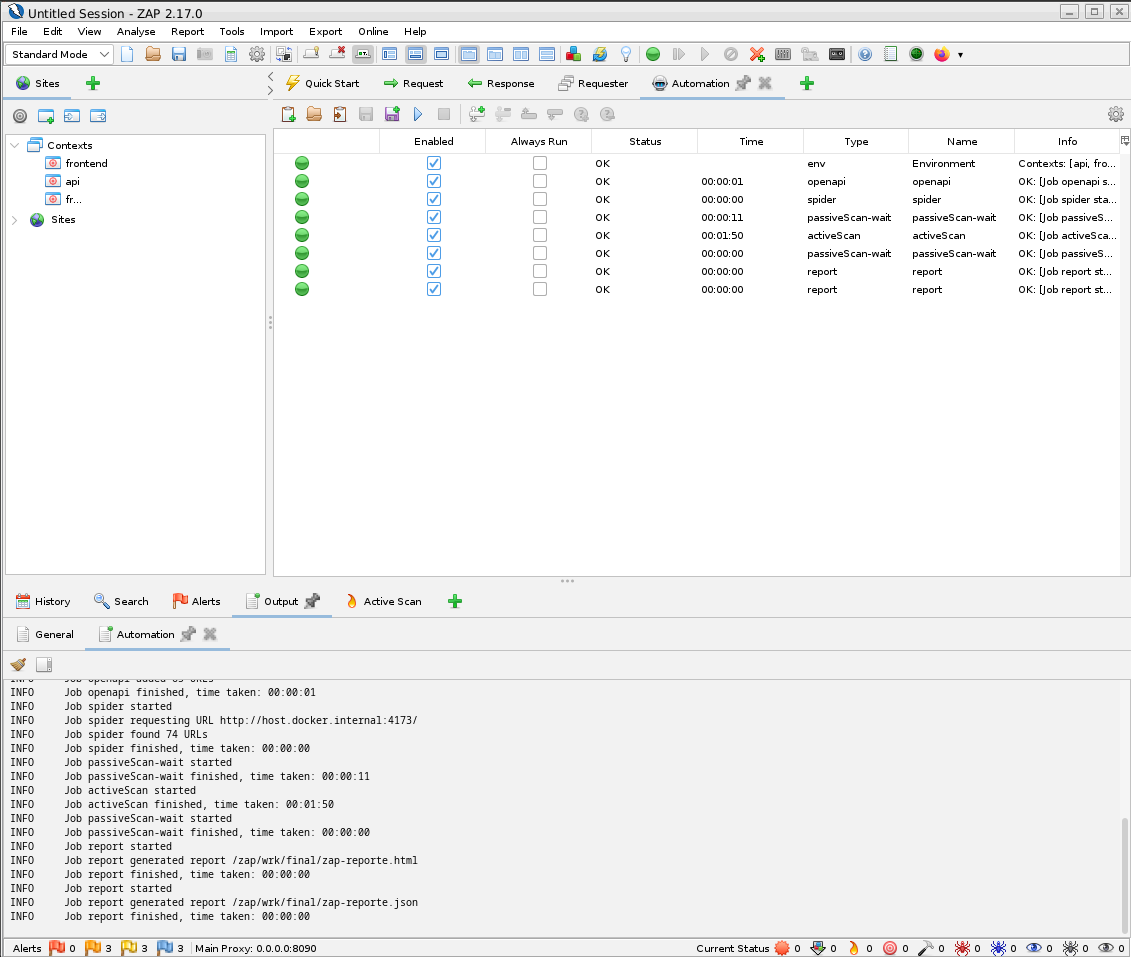 Untitled Session - ZAP 2.17.0
File Edit View Analyse Report Tools Import Export Online Help
Standard Mode
Sites
Quick Start Request Response Requester Automation
Contexts
frontend
api
fr...
Sites
Enabled Always Run Status Time Type Name Info
OK env Environment Contexts: [api, fro...
OK 00:00:01 openapi openapi OK: [Job openapi s...
OK 00:00:00 spider spider OK: [Job spider sta...
OK 00:00:11 passiveScan-wait passiveScan-wait OK: [Job passiveS...
OK 00:01:50 activeScan activeScan OK: [Job activeSca...
OK 00:00:00 passiveScan-wait passiveScan-wait OK: [Job passiveS...
OK 00:00:00 report report OK: [Job report st...
OK 00:00:00 report report OK: [Job report st...
History Search Alerts Output Active Scan
General Automation
INFO Job openapi finished, time taken: 00:00:01
INFO Job spider started
INFO Job spider requesting URL http://host.docker.internal:4173/
INFO Job spider found 74 URLs
INFO Job spider finished, time taken: 00:00:00
INFO Job passiveScan-wait started
INFO Job passiveScan-wait finished, time taken: 00:00:11
INFO Job activeScan started
INFO Job activeScan finished, time taken: 00:01:50
INFO Job passiveScan-wait started
INFO Job passiveScan-wait finished, time taken: 00:00:00
INFO Job report started
INFO Job report generated report /zap/wrk/final/zap-reporte.html
INFO Job report finished, time taken: 00:00:00
INFO Job report started
INFO Job report generated report /zap/wrk/final/zap-reporte.json
INFO Job report finished, time taken: 00:00:00
Alerts 0 3 3 3 Main Proxy: 0.0.0.0:8090 Current Status 0 0 0 0 0 0 0 0 0 0